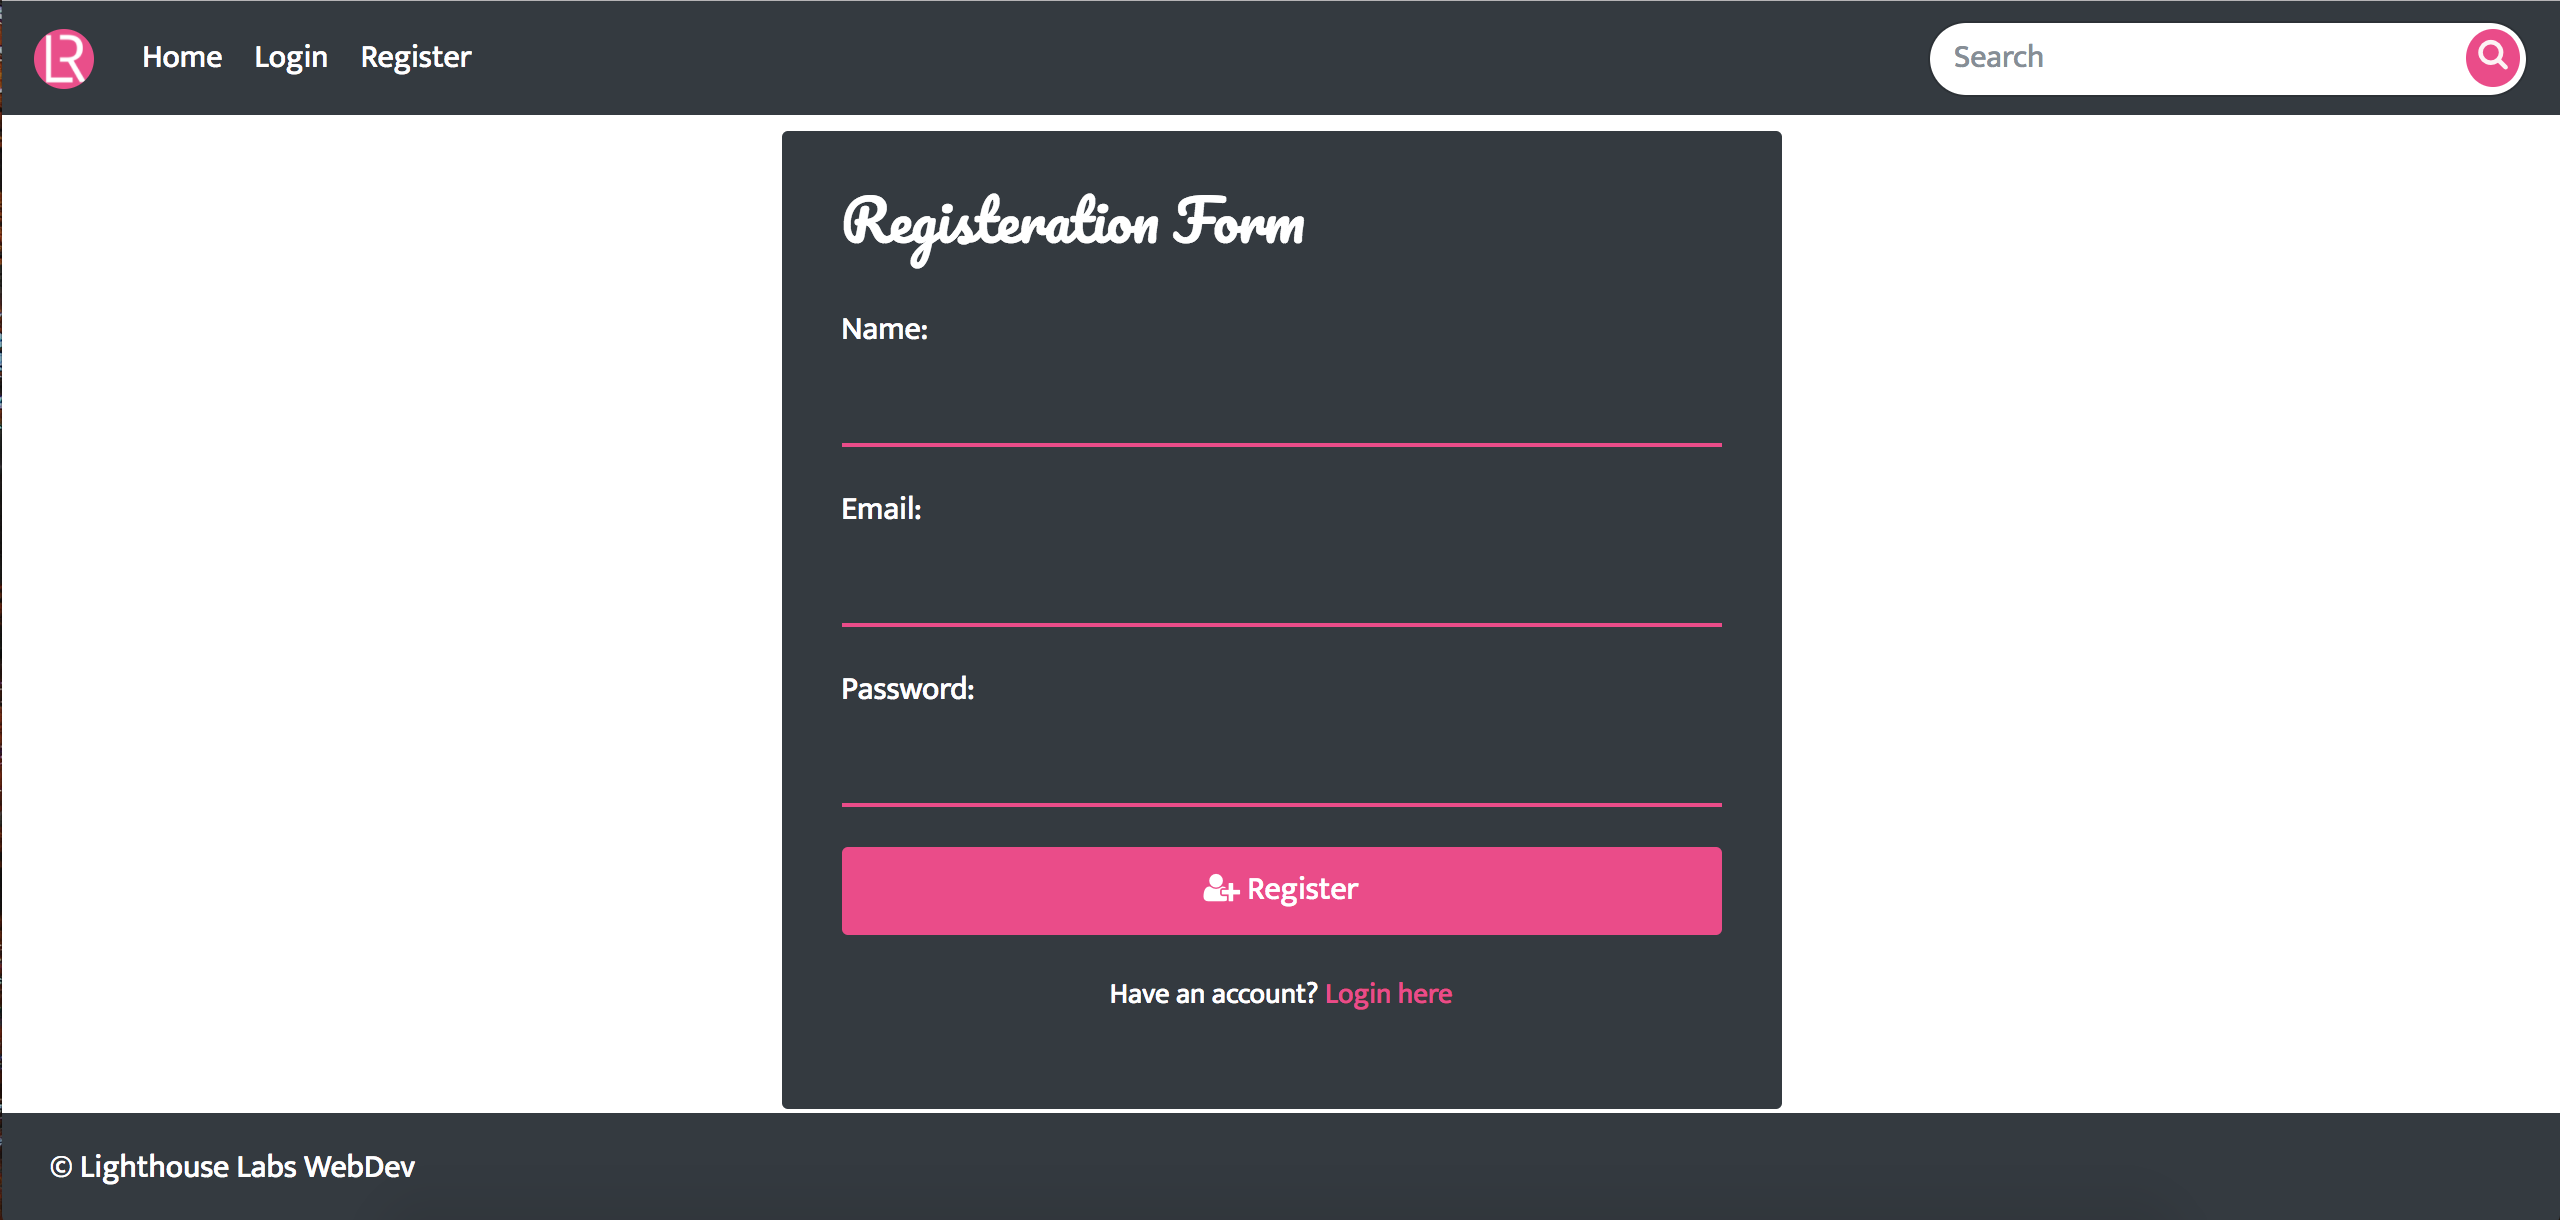 LR
Home Login Register
Search
Registeration Form
Name:
Email:
Password:
Register
Have an account? Login here
© Lighthouse Labs WebDev